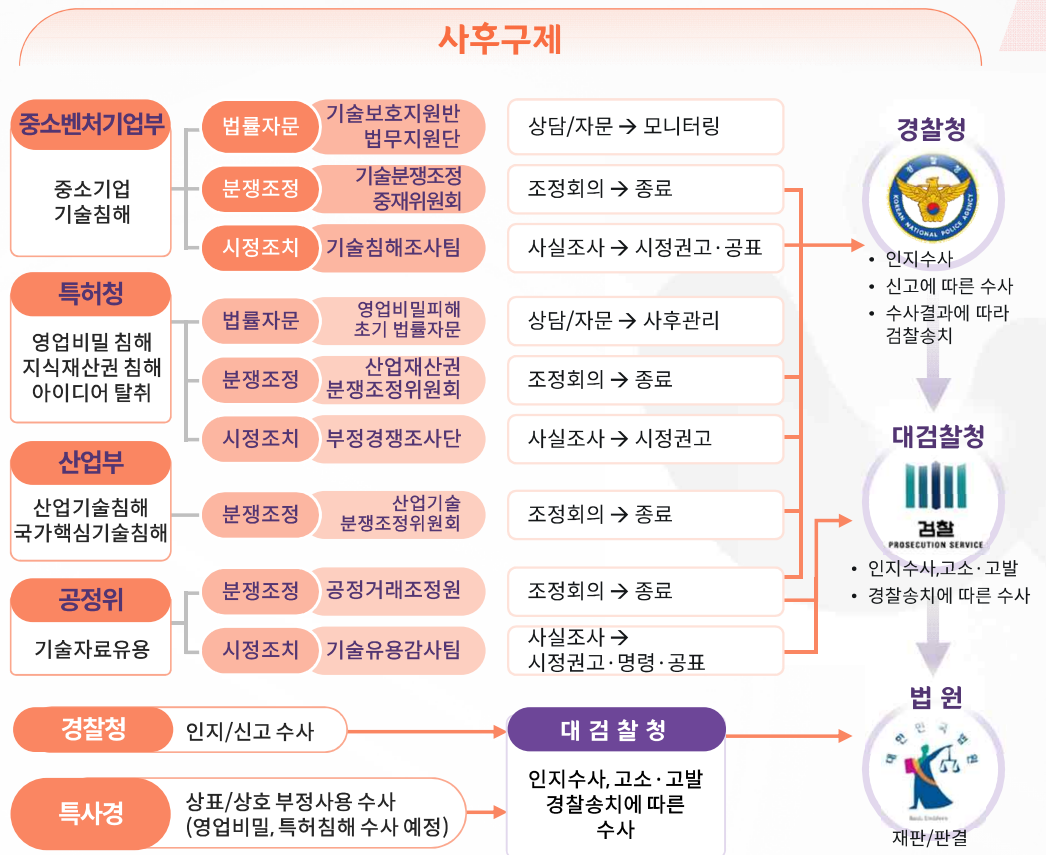 사후구제
중소벤처기업부
중소기업
기술침해
법률자문
기술보호지원반
법무지원단
상담/자문 → 모니터링
분쟁조정
기술분쟁조정
중재위원회
조정회의 → 종료
시정조치
기술침해조사팀
사실조사 → 시정권고·공표
특허청
영업비밀 침해
지식재산권 침해
아이디어 탈취
법률자문
영업비밀피해
초기 법률자문
상담/자문 → 사후관리
분쟁조정
산업재산권
분쟁조정위원회
조정회의 → 종료
시정조치
부정경쟁조사단
사실조사 → 시정권고
산업부
산업기술침해
국가핵심기술침해
분쟁조정
산업기술
분쟁조정위원회
조정회의 → 종료
공정위
기술자료유용
분쟁조정
공정거래조정원
조정회의 → 종료
시정조치
기술유용감사팀
사실조사 →
시정권고·명령·공표
경찰청
경찰청
KOREAN NATIONAL POLICE AGENCY
• 인지수사
• 신고에 따른 수사
• 수사결과에 따라
검찰송치
대검찰청
검찰
PROSECUTION SERVICE
• 인지수사,고소·고발
• 경찰송치에 따른 수사
법 원
대한민국법원
재판/판결
경찰청
인지/신고 수사
특사경
상표/상호 부정사용 수사
(영업비밀, 특허침해 수사 예정)
대 검 찰 청
인지수사, 고소·고발
경찰송치에 따른
수사